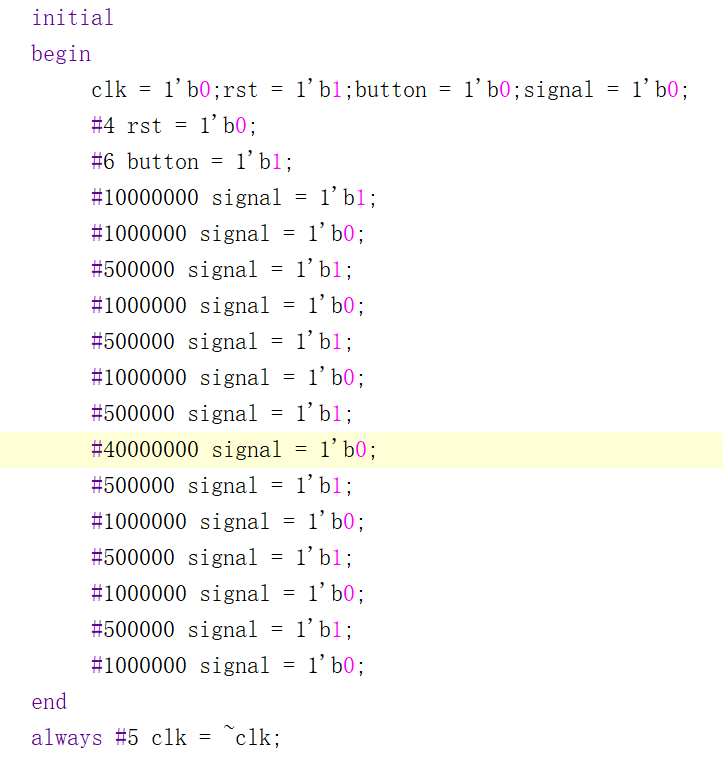 initial
begin
clk = 1'b0;rst = 1'b1;button = 1'b0;signal = 1'b0;
#4 rst = 1'b0;
#6 button = 1'b1;
#10000000 signal = 1'b1;
#1000000 signal = 1'b0;
#500000 signal = 1'b1;
#1000000 signal = 1'b0;
#500000 signal = 1'b1;
#1000000 signal = 1'b0;
#500000 signal = 1'b1;
#40000000 signal = 1'b0;
#500000 signal = 1'b1;
#1000000 signal = 1'b0;
#500000 signal = 1'b1;
#1000000 signal = 1'b0;
#500000 signal = 1'b1;
#1000000 signal = 1'b0;
end
always #5 clk = ~clk;